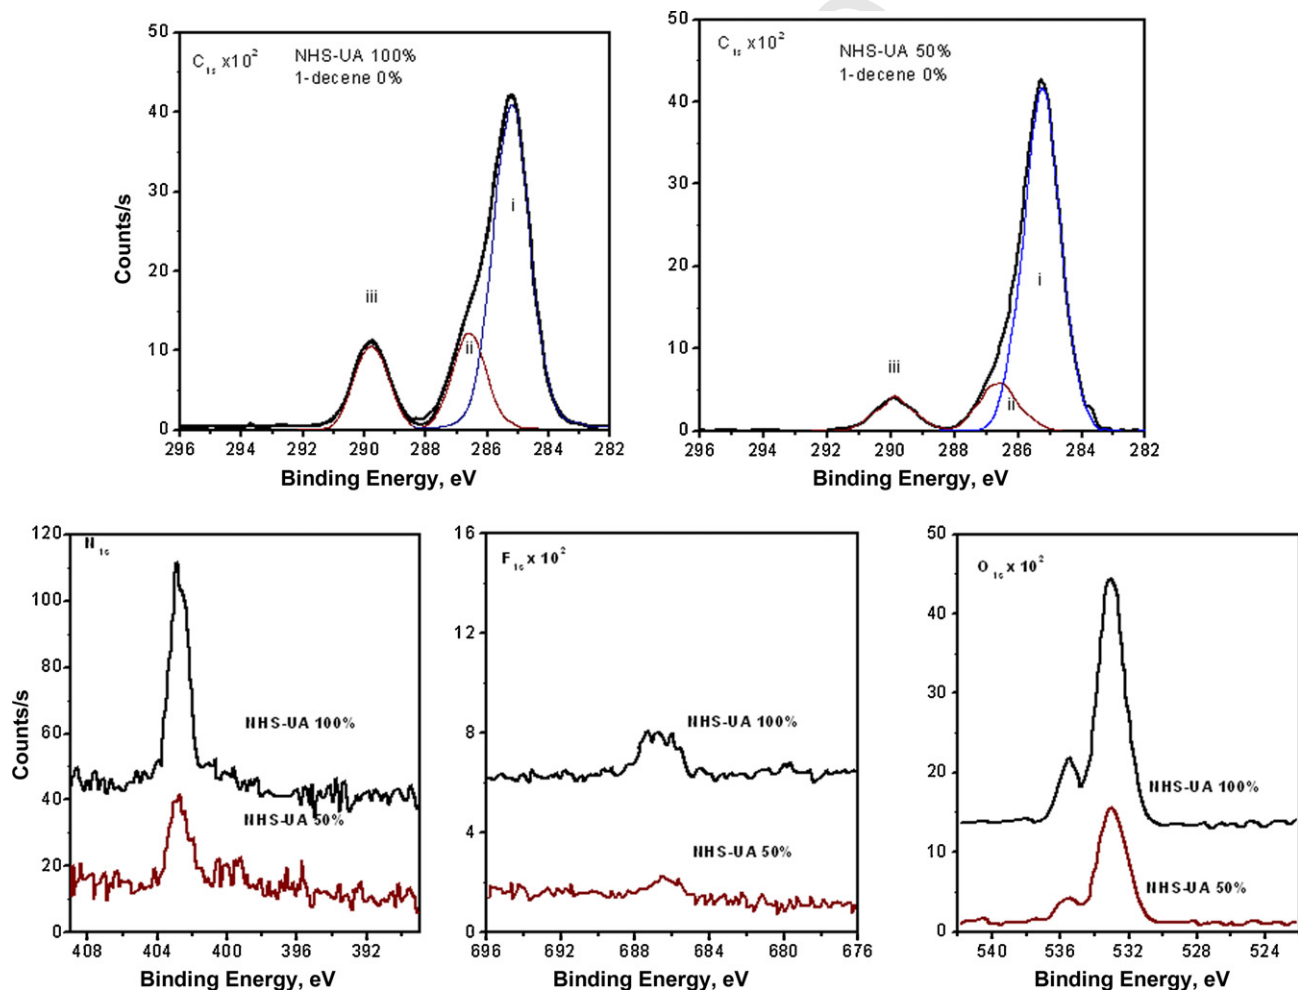 C1s x10²
NHS-UA 100%
1-decene 0%
50
40
30
20
10
0
Counts/s
i
ii
iii
296 294 292 290 288 286 284 282
Binding Energy, eV
C1s x10²
NHS-UA 50%
1-decene 0%
50
40
30
20
10
0
i
ii
iii
296 294 292 290 288 286 284 282
Binding Energy, eV
N1s
120
100
80
60
40
20
0
Counts/s
NHS-UA 100%
NHS-UA 50%
408 404 400 396 392
Binding Energy, eV
F1s x 10²
16
12
8
4
0
NHS-UA 100%
NHS-UA 50%
696 692 688 684 680 676
Binding Energy, eV
O1s x 10²
50
40
30
20
10
0
NHS-UA 100%
NHS-UA 50%
540 536 532 528 524
Binding Energy, eV